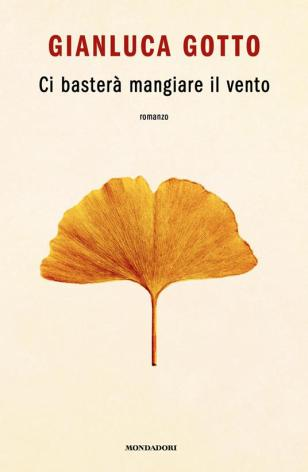 GIANLUCA GOTTO
Ci basterà mangiare il vento
romanzo
MONDADORI